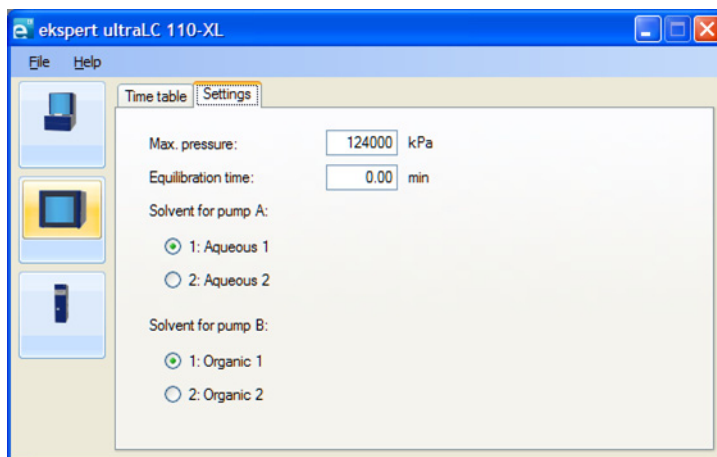 ekspert ultraLC 110-XL
File Help
Time table Settings
Max. pressure: 124000 kPa
Equilibration time: 0.00 min
Solvent for pump A:
1: Aqueous 1
2: Aqueous 2
Solvent for pump B:
1: Organic 1
2: Organic 2